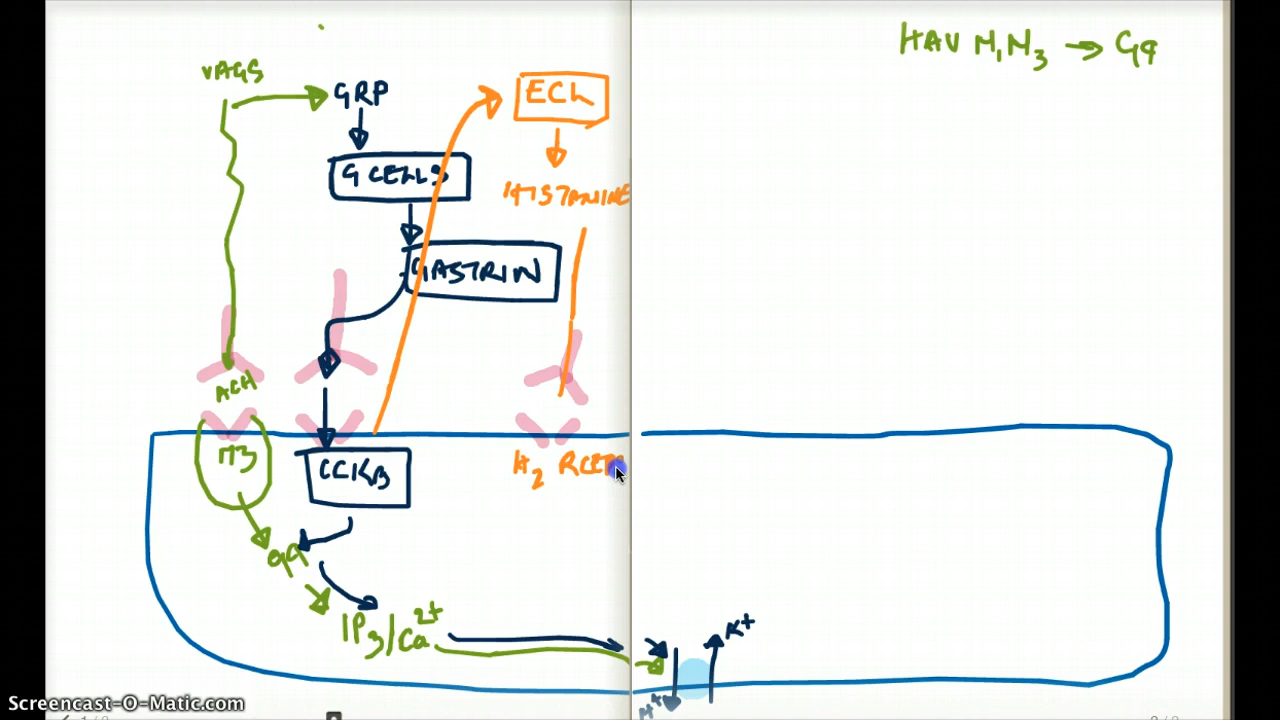 HAV M1M3 → Gq
VAGS
GRP
ECL
G CELLS
HISTAMINE
GASTRIN
ACH
M3
CCKB
H2 RCEP
Gq
IP3/Ca2+
K+
H+
Screencast-O-Matic.com